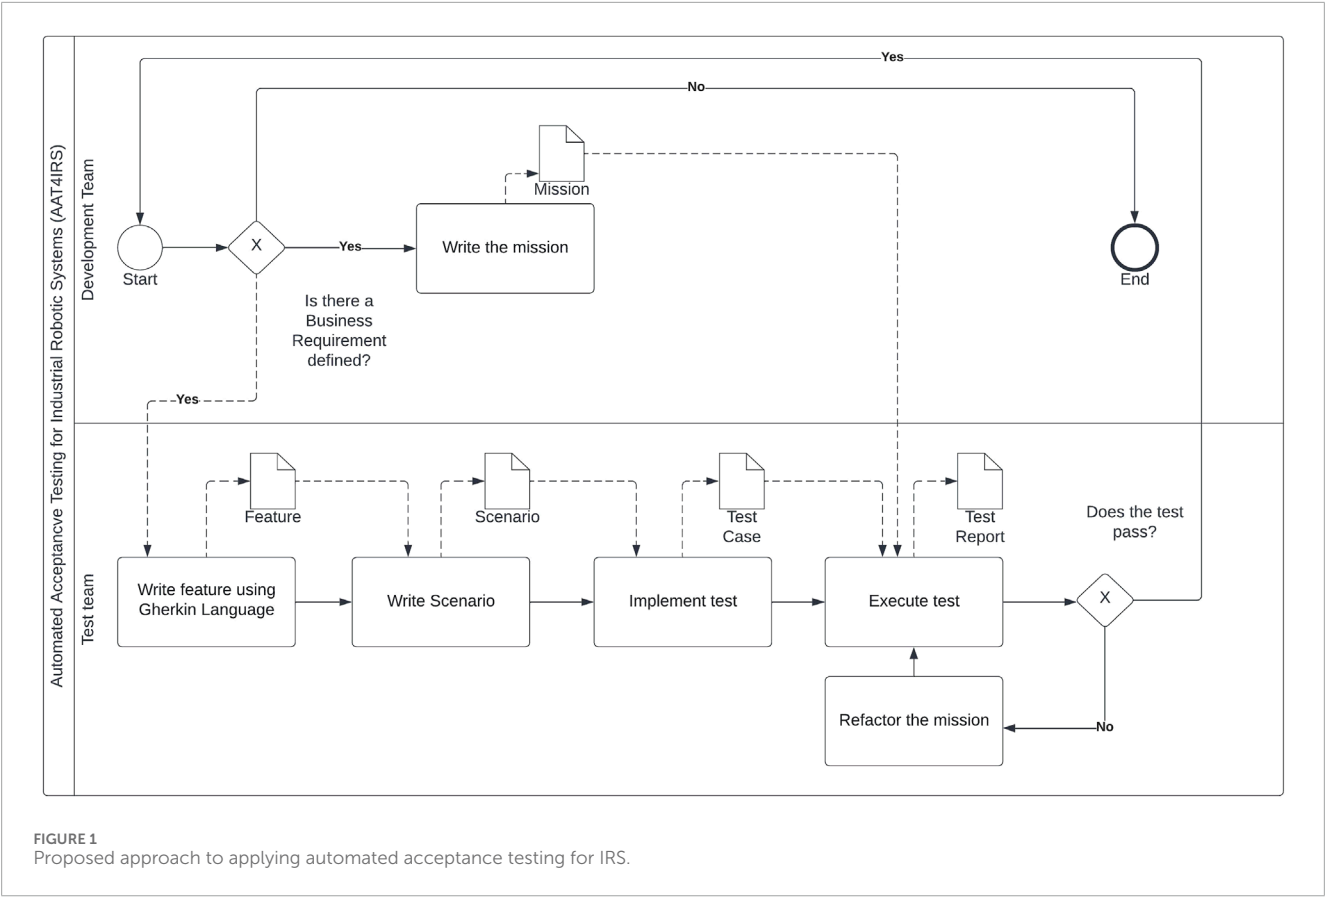 Automated Acceptancve Testing for Industrial Robotic Systems (AAT4IRS)
Development Team
Yes
No
Mission
Start
X
Yes
Write the mission
End
Is there a
Business
Requirement
defined?
Yes
Test team
Feature
Scenario
Test
Case
Test
Report
Does the test
pass?
Write feature using
Gherkin Language
Write Scenario
Implement test
Execute test
X
Refactor the mission
No
FIGURE 1
Proposed approach to applying automated acceptance testing for IRS.